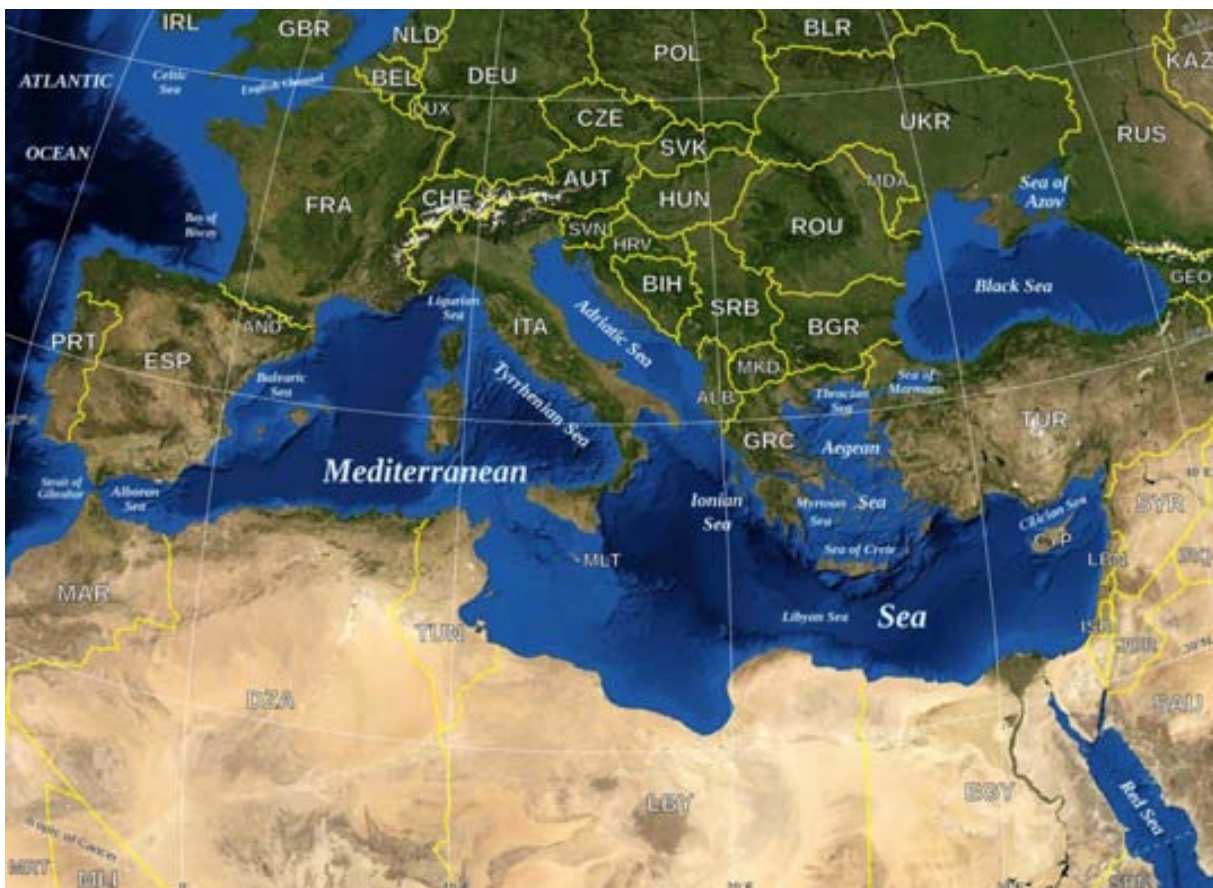 IRL
GBR
NLD
POL
BLR
KAZ
ATLANTIC
Celtic
Sea
English Channel
BEL
DEU
LUX
CZE
UKR
RUS
OCEAN
SVK
FRA
CHE
AUT
HUN
MDA
Sea of
Azov
Bay of
Biscay
SVN
HRV
ROU
BIH
Black Sea
GEO
Ligurian
Sea
ITA
Adriatic Sea
SRB
BGR
PRT
ESP
AND
MKD
Balearic
Sea
Tyrrhenian Sea
ALB
Thracian
Sea
Sea of
Marmara
TUR
GRC
Aegean
Mediterranean
Strait of
Gibraltar
Alboran
Sea
Ionian
Sea
Myrtoan
Sea
Sea
Cilician Sea
SYR
CYP
Sea of Crete
MLT
LBN
IRQ
MAR
Libyan Sea
Sea
TUN
ISR
JOR
DZA
SAU
LBY
EGY
Red Sea
Tropic of Cancer
MRT
MLI